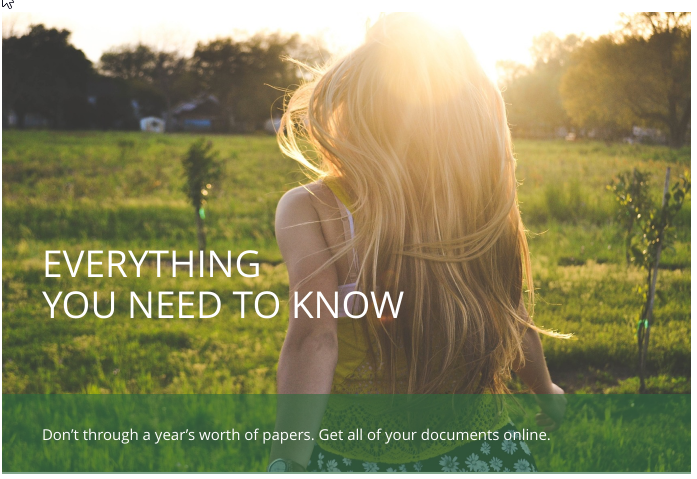 EVERYTHING
YOU NEED TO KNOW
Don’t through a year’s worth of papers. Get all of your documents online.